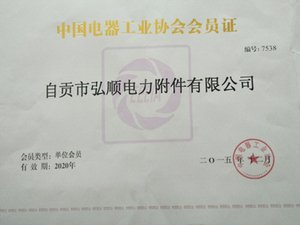 中国电器工业协会会员证
编号:7538
自贡市弘顺电力附件有限公司
会员类型:单位会员
有效期:2020年
二〇一五年
二月